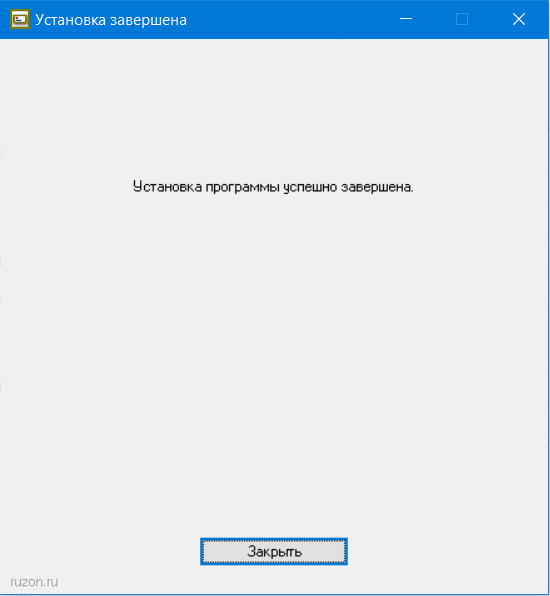 Установка завершена
Установка программы успешно завершена.
Закрыть
ruzon.ru